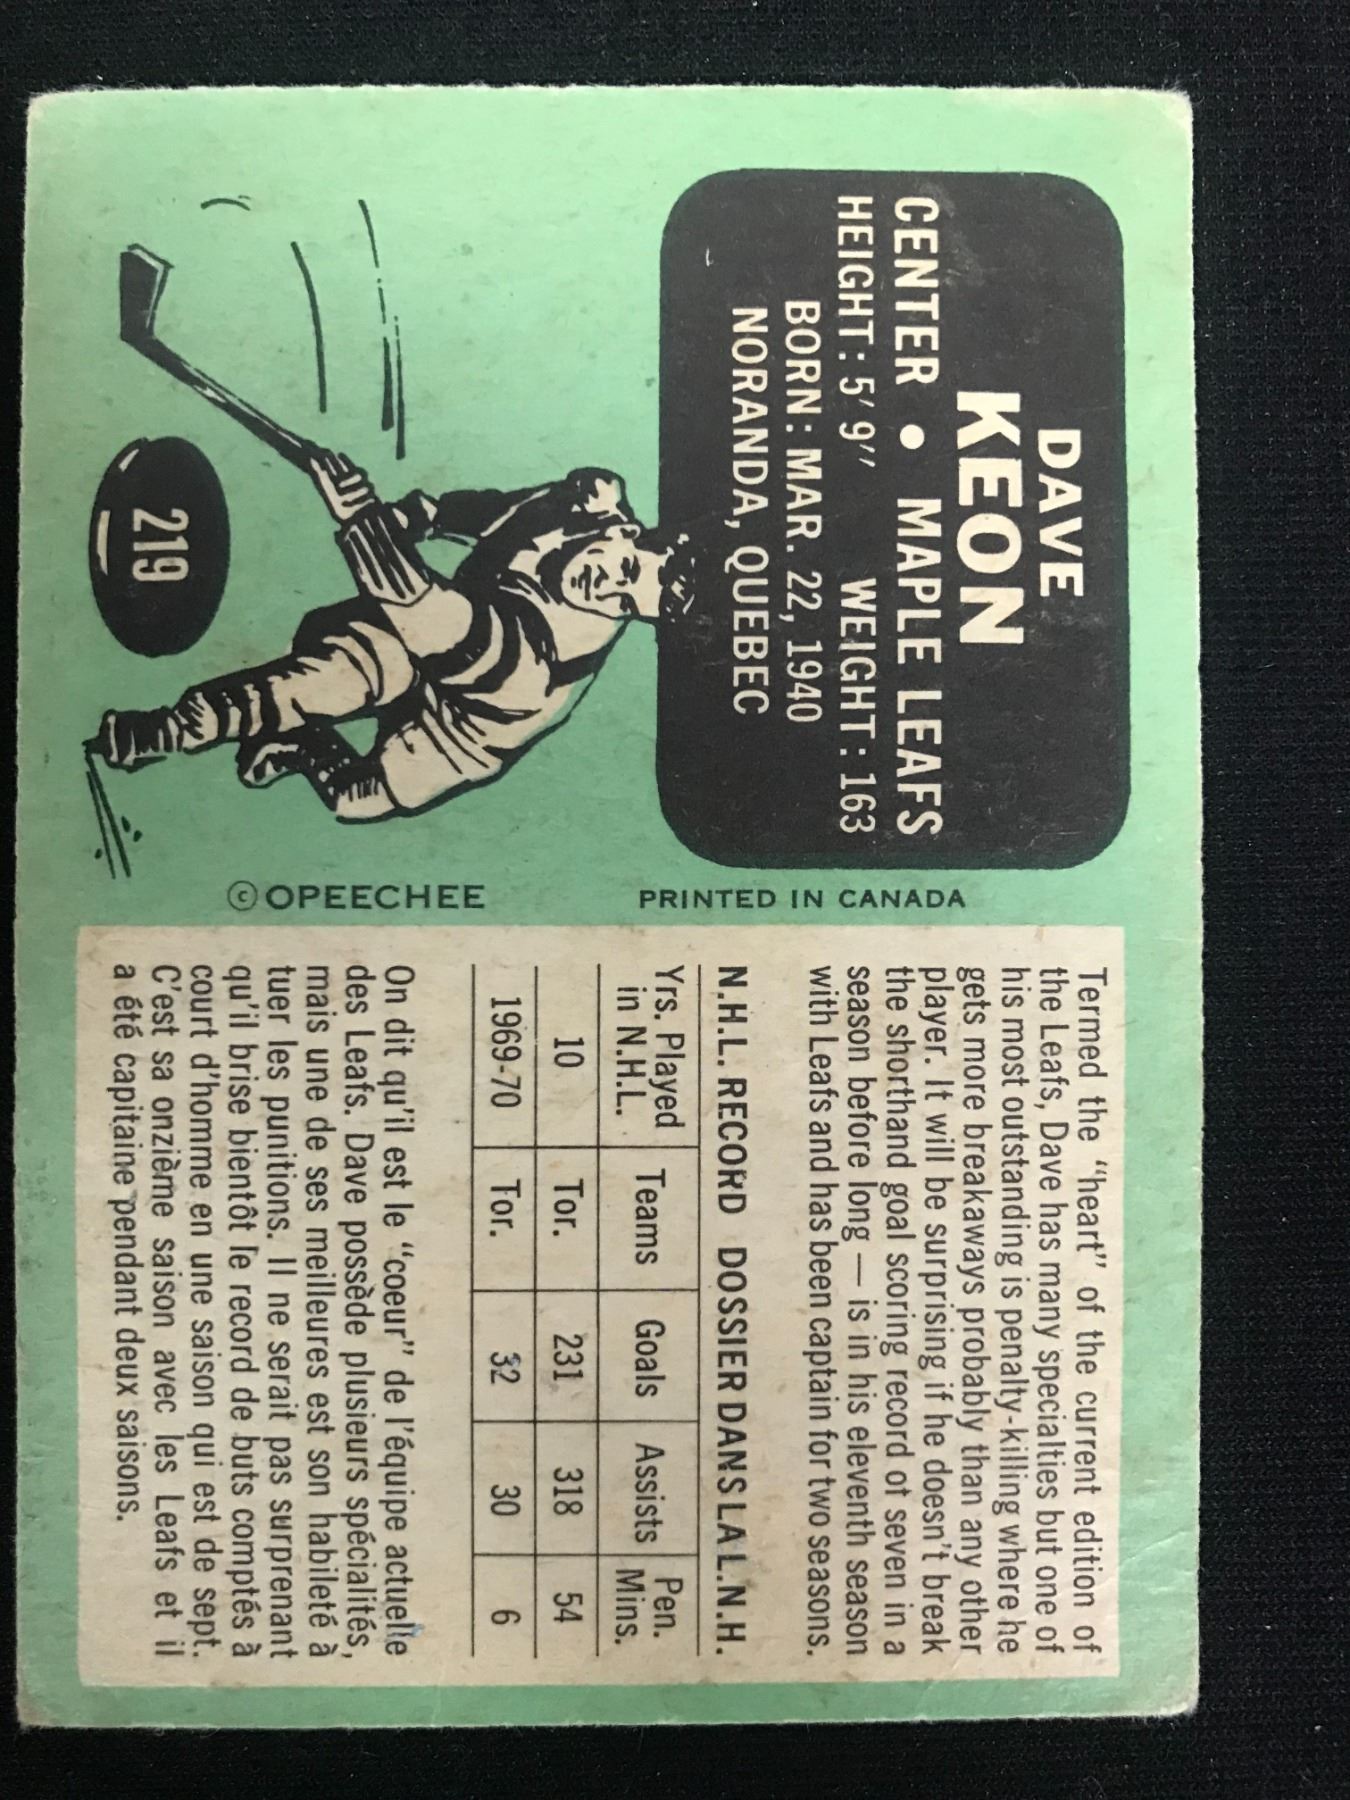 DAVE
KEON
CENTER • MAPLE LEAFS
HEIGHT: 5' 9" WEIGHT: 163
BORN: MAR. 22, 1940
NORANDA, QUEBEC
219
© OPEECHEE
PRINTED IN CANADA
Termed the "heart" of the current edition of
the Leafs, Dave has many specialties but one of
his most outstanding is penalty-killing where he
gets more breakaways probably than any other
player. It will be surprising if he doesn't break
the shorthand goal scoring record of seven in a
season before long — is in his eleventh season
with Leafs and has been captain for two seasons.
N.H.L. RECORD DOSSIER DANS LA L.N.H.
Yrs. Played in N.H.L. Teams Goals Assists Pen. Mins.
10 Tor. 231 318 54
1969-70 Tor. 32 30 6
On dit qu'il est le "coeur" de l'équipe actuelle
des Leafs. Dave possède plusieurs spécialités,
mais une de ses meilleures est son habileté à
tuer les punitions. Il ne serait pas surprenant
qu'il brise bientôt le record de buts comptés à
court d'homme en une saison qui est de sept.
C'est sa onzième saison avec les Leafs et il
a été capitaine pendant deux saisons.